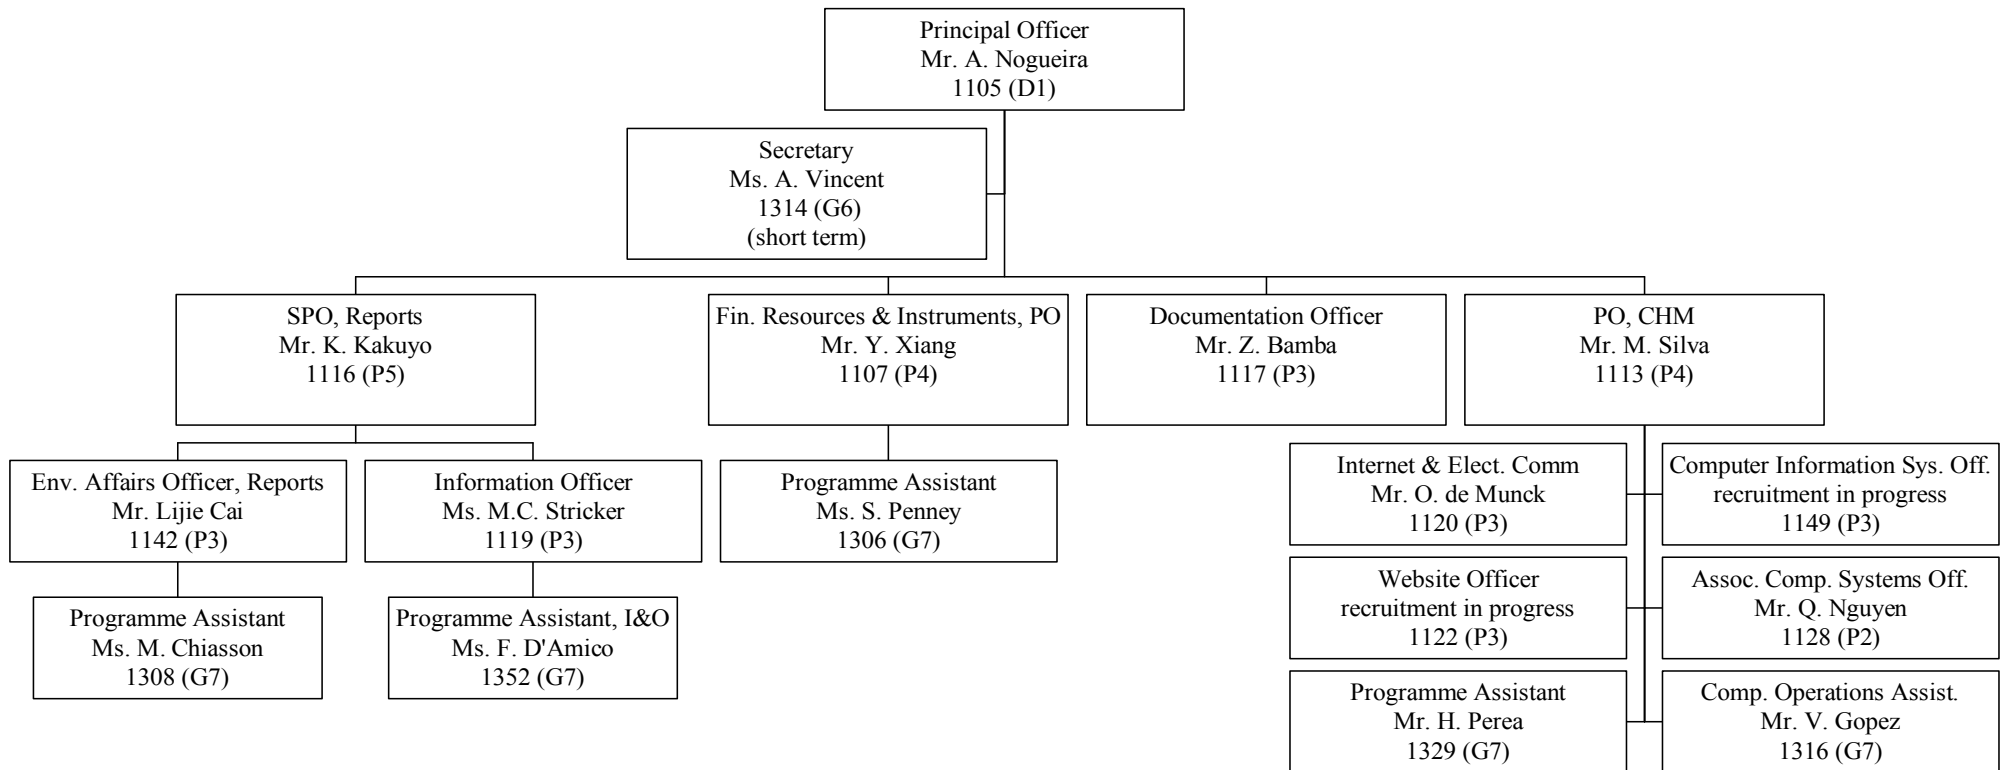 Principal Officer
Mr. A. Nogueira
1105 (D1)
Secretary
Ms. A. Vincent
1314 (G6)
(short term)
SPO, Reports
Mr. K. Kakuyo
1116 (P5)
Fin. Resources & Instruments, PO
Mr. Y. Xiang
1107 (P4)
Documentation Officer
Mr. Z. Bamba
1117 (P3)
PO, CHM
Mr. M. Silva
1113 (P4)
Env. Affairs Officer, Reports
Mr. Lijie Cai
1142 (P3)
Information Officer
Ms. M.C. Stricker
1119 (P3)
Programme Assistant
Ms. S. Penney
1306 (G7)
Internet & Elect. Comm
Mr. O. de Munck
1120 (P3)
Computer Information Sys. Off.
recruitment in progress
1149 (P3)
Programme Assistant
Ms. M. Chiasson
1308 (G7)
Programme Assistant, I&O
Ms. F. D'Amico
1352 (G7)
Website Officer
recruitment in progress
1122 (P3)
Assoc. Comp. Systems Off.
Mr. Q. Nguyen
1128 (P2)
Programme Assistant
Mr. H. Perea
1329 (G7)
Comp. Operations Assist.
Mr. V. Gopez
1316 (G7)